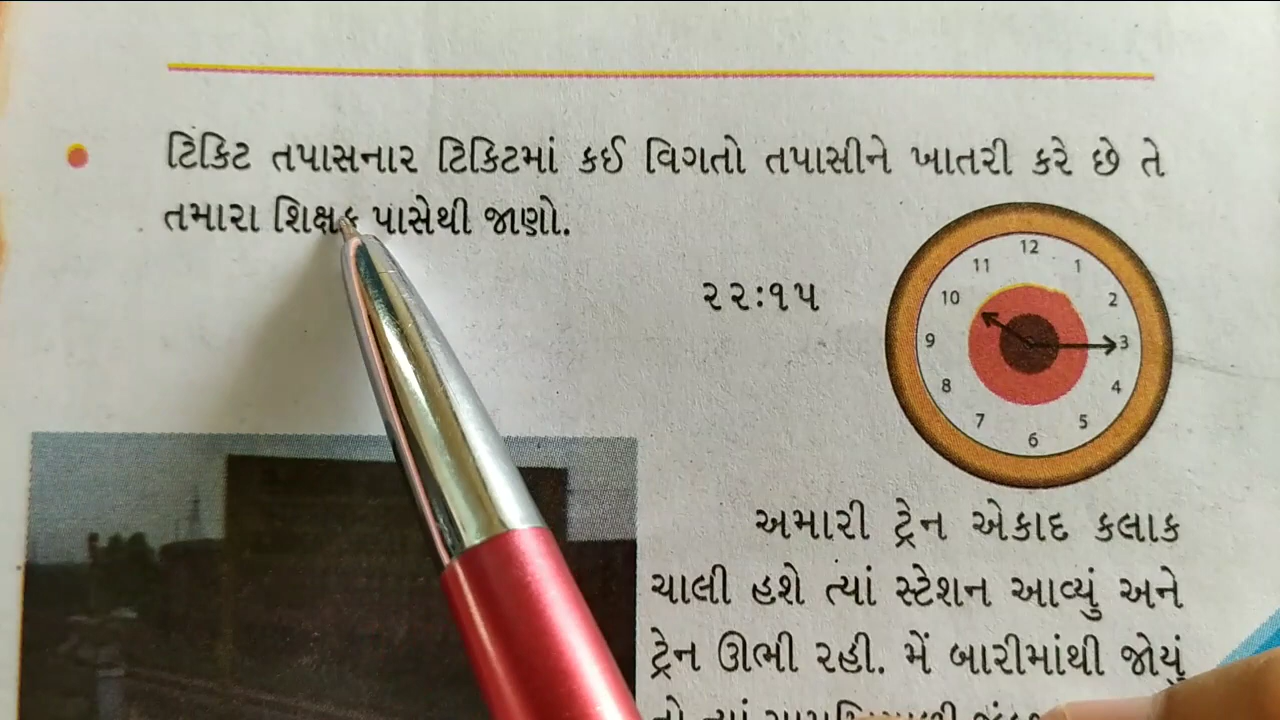 ટિકિટ તપાસનાર ટિકિટમાં કઈ વિગતો તપાસીને ખાતરી કરે છે તે
તમારા શિક્ષક પાસેથી જાણો.
૨૨:૧૫
12
11 1
10 2
9 3
8 4
7 5
6
અમારી ટ્રેન એકાદ કલાક
ચાલી હશે ત્યાં સ્ટેશન આવ્યું અને
ટ્રેન ઊભી રહી. મેં બારીમાંથી જોયું
તો ત્યાં